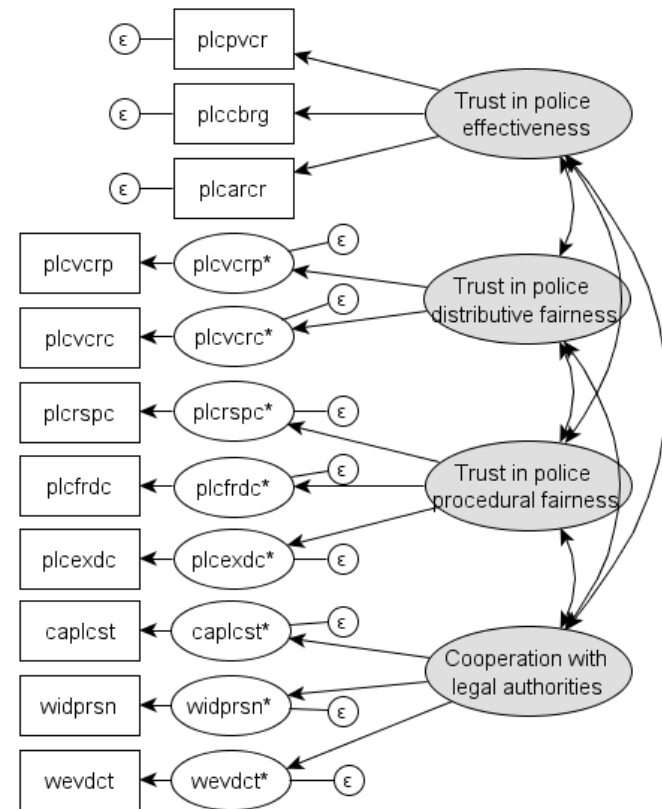 ε
plcpvcr
ε
plccbrg
Trust in police
effectiveness
ε
plcarcr
plcvcrp
plcvcrp*
ε
plcvcrc
plcvcrc*
ε
Trust in police
distributive fairness
plcrspc
plcrspc*
ε
plcfrdc
plcfrdc*
ε
Trust in police
procedural fairness
plcexdc
plcexdc*
ε
caplcst
caplcst*
ε
Cooperation with
legal authorities
widprsn
widprsn*
ε
wevdct
wevdct*
ε